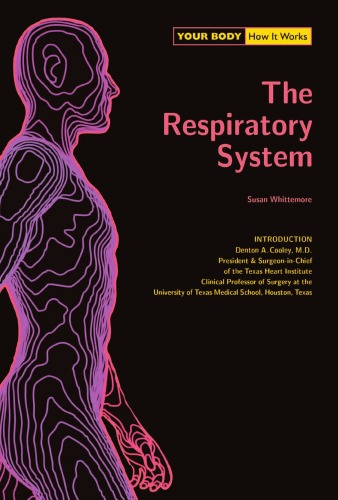 YOUR BODY How It Works
The
Respiratory
System
Susan Whittemore
INTRODUCTION
Denton A. Cooley, M.D.
President & Surgeon-in-Chief
of the Texas Heart Institute
Clinical Professor of Surgery at the
University of Texas Medical School, Houston, Texas